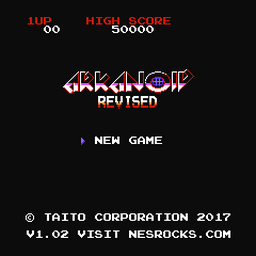 1UP HIGH SCORE
00 50000
ARKANOID
REVISED
NEW GAME
© TAITO CORPORATION 2017
V1.02 VISIT NESROCKS.COM